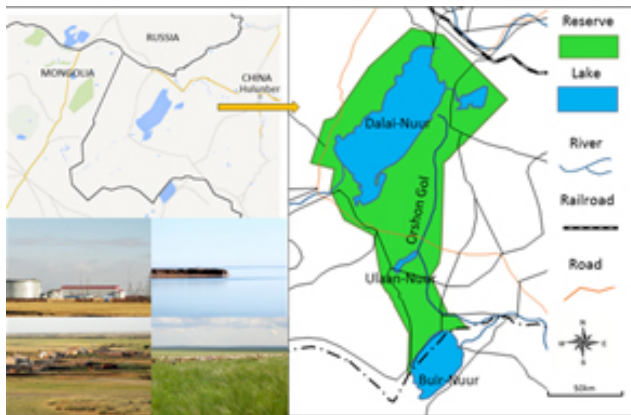 RUSSIA
MONGOLIA
CHINA
Hulunber
Dalai-Nuur
Orshon Gol
Ulaan-Nuur
Buir-Nuur
Reserve
Lake
River
Railroad
Road
N
W
E
S
50km